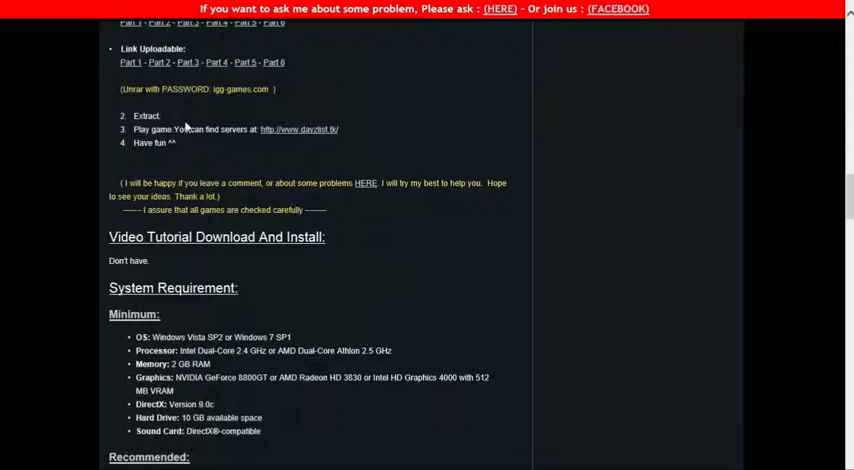 If you want to ask me about some problem, Please ask : (HERE) - Or join us : (FACEBOOK)
Part 1 - Part 2 - Part 3 - Part 4 - Part 5 - Part 6
• Link Uploadable:
Part 1 - Part 2 - Part 3 - Part 4 - Part 5 - Part 6
(Unrar with PASSWORD: igg-games.com )
2. Extract.
3. Play game.You can find servers at: http://www.dayzlist.tk/
4. Have fun ^^
( I will be happy if you leave a comment, or about some problems HERE I will try my best to help you. Hope
to see your ideas. Thank a lot.)
------- I assure that all games are checked carefully ---------
Video Tutorial Download And Install:
Don't have.
System Requirement:
Minimum:
• OS: Windows Vista SP2 or Windows 7 SP1
• Processor: Intel Dual-Core 2.4 GHz or AMD Dual-Core Athlon 2.5 GHz
• Memory: 2 GB RAM
• Graphics: NVIDIA GeForce 8800GT or AMD Radeon HD 3830 or Intel HD Graphics 4000 with 512
MB VRAM
• DirectX: Version 9.0c
• Hard Drive: 10 GB available space
• Sound Card: DirectX®-compatible
Recommended: